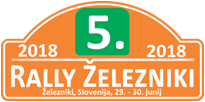 2018 5. 2018
RALLY ŽELEZNIKI
Železniki, Slovenija, 29. - 30. junij